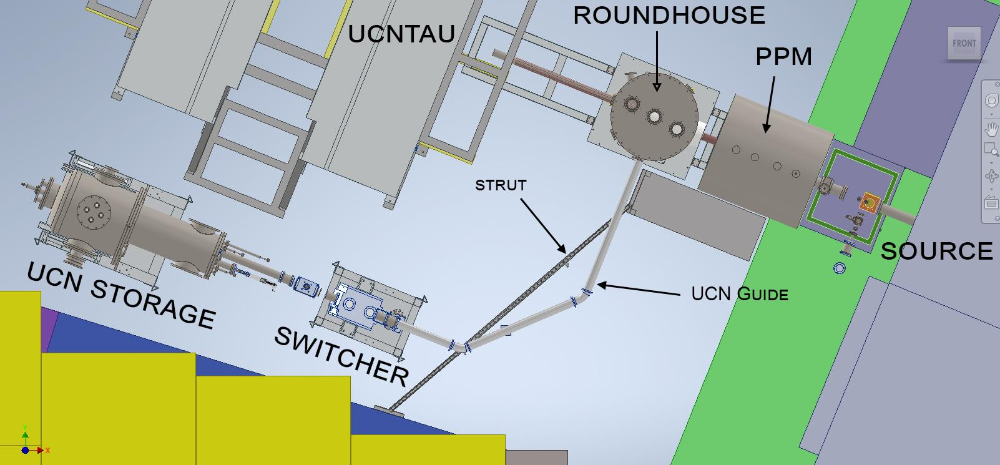 ROUNDHOUSE
UCNTAU
PPM
FRONT
STRUT
SOURCE
UCN STORAGE
UCN GUIDE
SWITCHER
Y
X